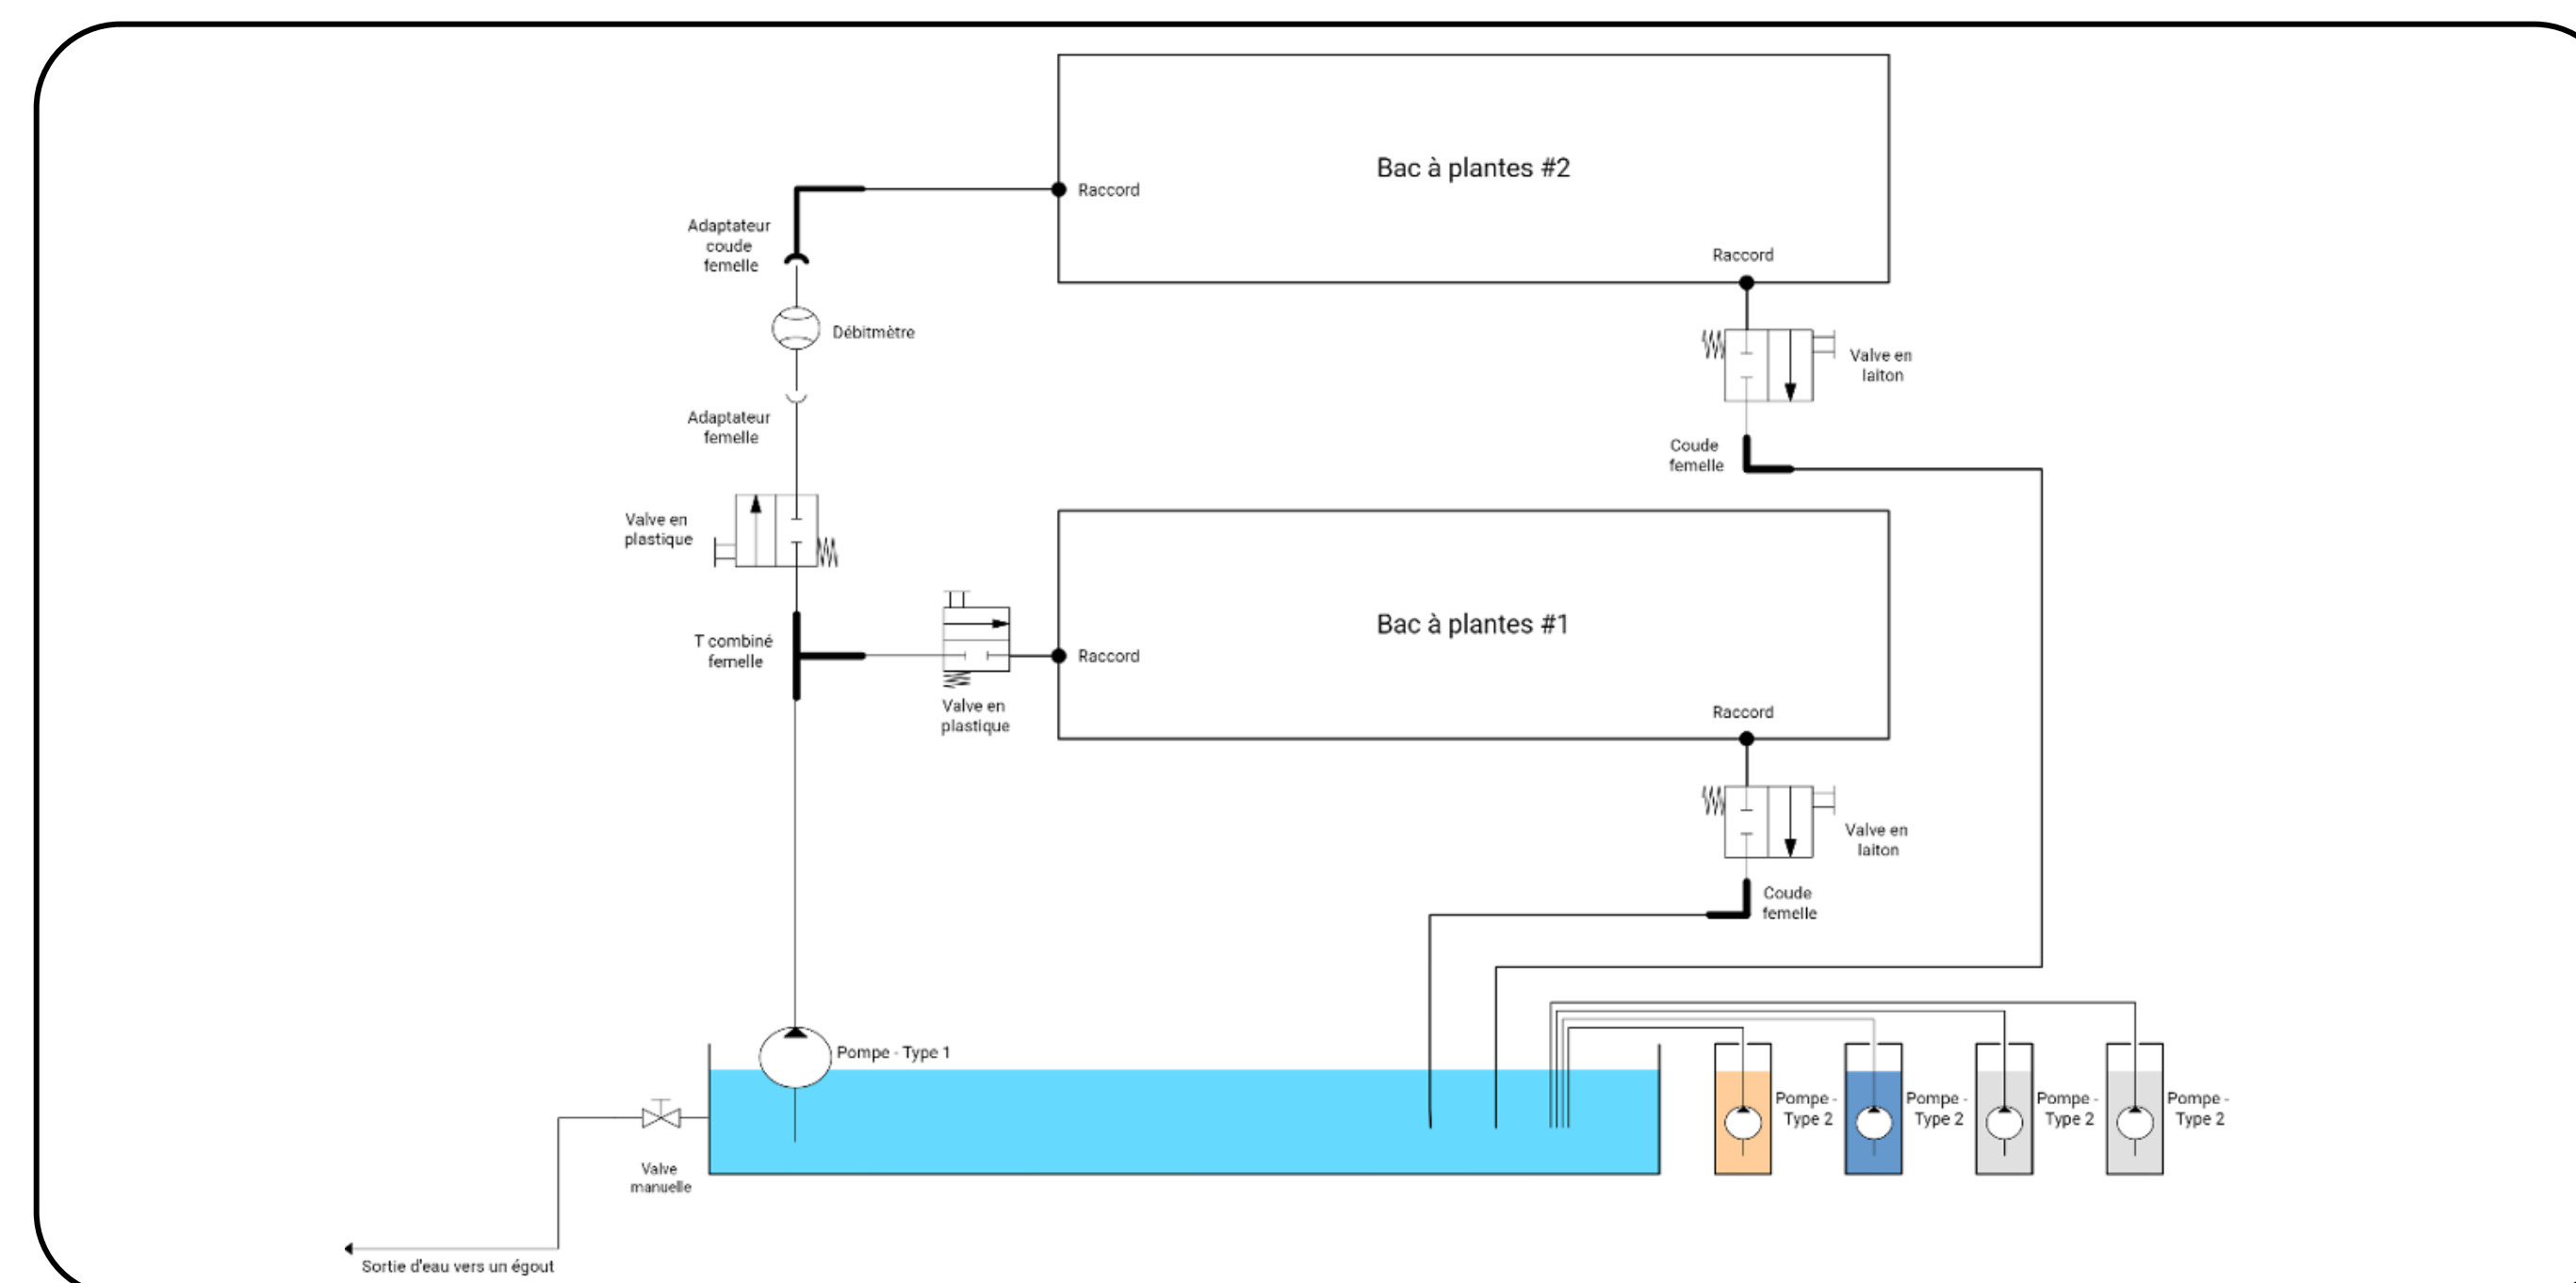 Bac à plantes #2
Raccord
Adaptateur
coude
femelle
Raccord
Débitmètre
Valve en
laiton
Adaptateur
femelle
Coude
femelle
Valve en
plastique
Bac à plantes #1
T combiné
femelle
Raccord
Valve en
plastique
Raccord
Valve en
laiton
Coude
femelle
Pompe - Type 1
Pompe -
Type 2
Pompe -
Type 2
Pompe -
Type 2
Pompe -
Type 2
Valve
manuelle
Sortie d'eau vers un égout